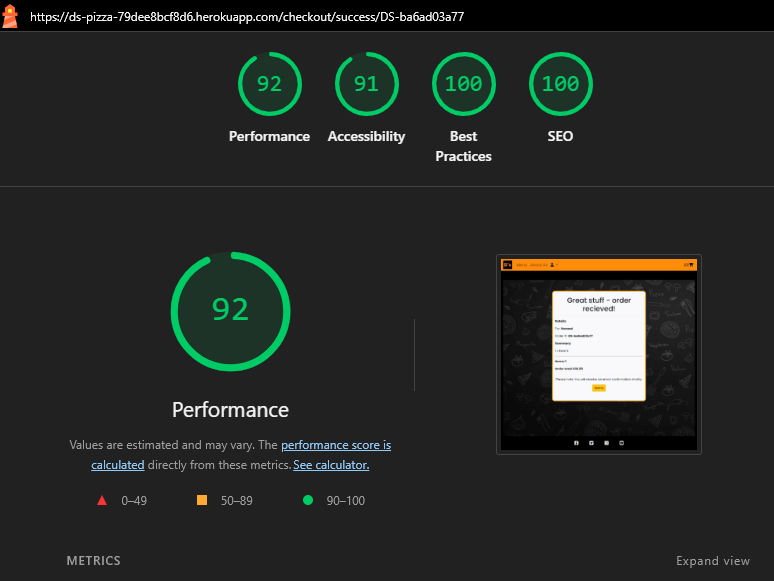 https://ds-pizza-79dee8bcf8d6.herokuapp.com/checkout/success/DS-ba6ad03a77
92
91
100
100
Performance
Accessibility
Best
Practices
SEO
92
Performance
Values are estimated and may vary. The performance score is
calculated directly from these metrics. See calculator.
0–49
50–89
90–100
Great stuff - order
recieved!
METRICS
Expand view